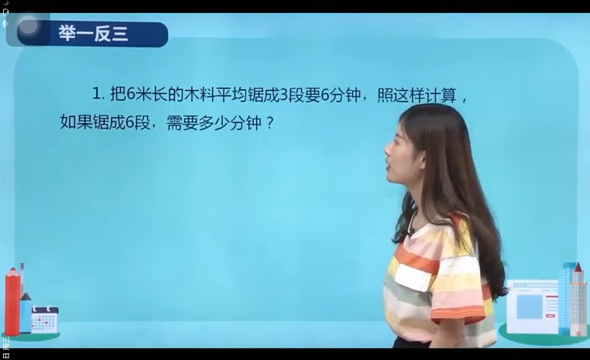 举一反三
1. 把6米长的木料平均锯成3段要6分钟，照这样计算，
如果锯成6段，需要多少分钟？